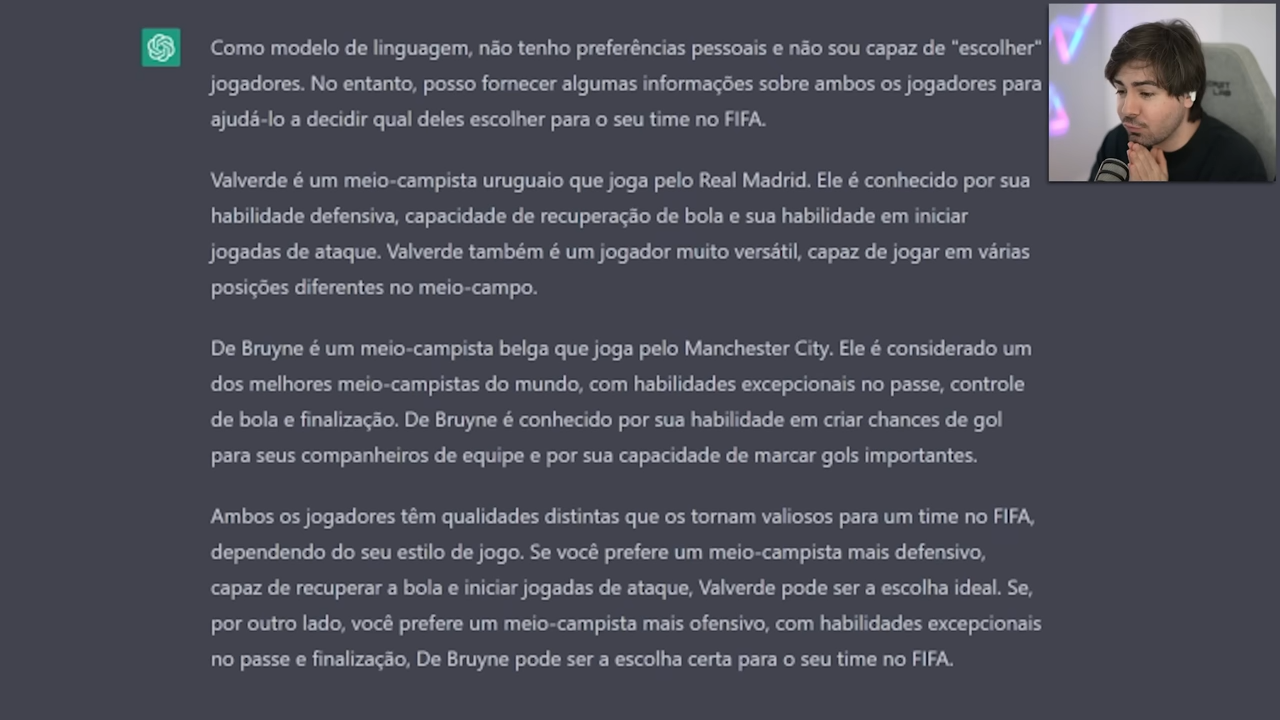 Como modelo de linguagem, não tenho preferências pessoais e não sou capaz de "escolher"
jogadores. No entanto, posso fornecer algumas informações sobre ambos os jogadores para
ajudá-lo a decidir qual deles escolher para o seu time no FIFA.
Valverde é um meio-campista uruguaio que joga pelo Real Madrid. Ele é conhecido por sua
habilidade defensiva, capacidade de recuperação de bola e sua habilidade em iniciar
jogadas de ataque. Valverde também é um jogador muito versátil, capaz de jogar em várias
posições diferentes no meio-campo.
De Bruyne é um meio-campista belga que joga pelo Manchester City. Ele é considerado um
dos melhores meio-campistas do mundo, com habilidades excepcionais no passe, controle
de bola e finalização. De Bruyne é conhecido por sua habilidade em criar chances de gol
para seus companheiros de equipe e por sua capacidade de marcar gols importantes.
Ambos os jogadores têm qualidades distintas que os tornam valiosos para um time no FIFA,
dependendo do seu estilo de jogo. Se você prefere um meio-campista mais defensivo,
capaz de recuperar a bola e iniciar jogadas de ataque, Valverde pode ser a escolha ideal. Se,
por outro lado, você prefere um meio-campista mais ofensivo, com habilidades excepcionais
no passe e finalização, De Bruyne pode ser a escolha certa para o seu time no FIFA.